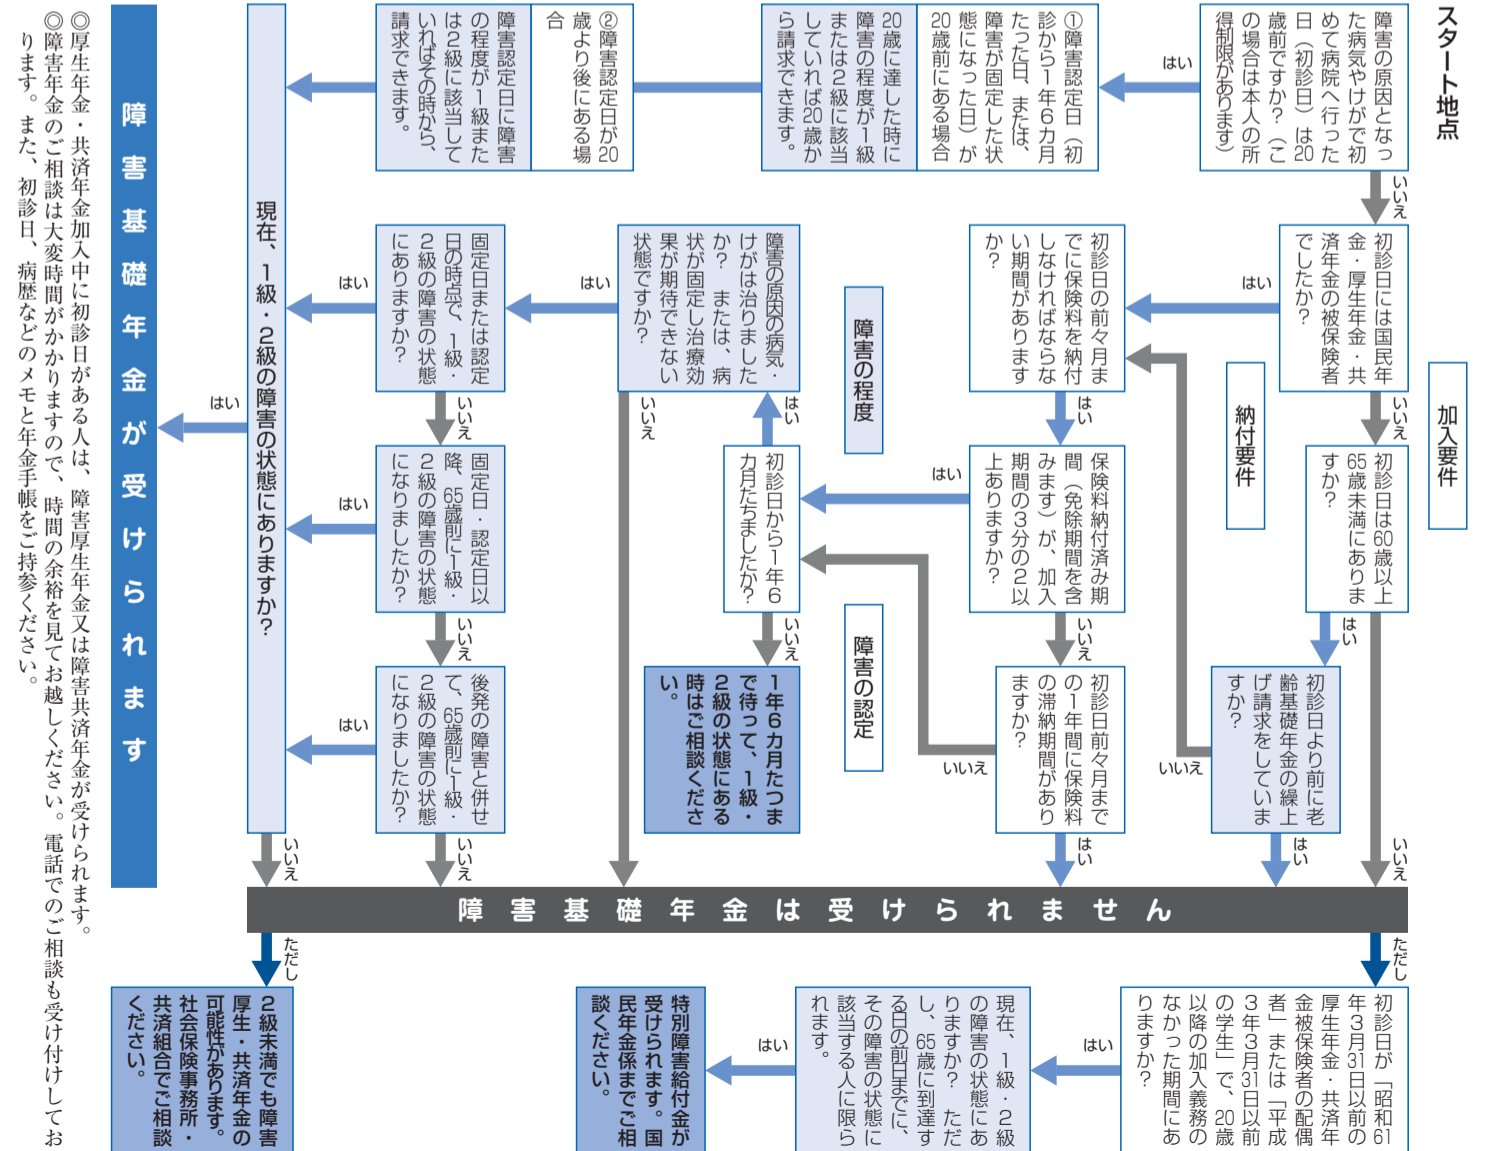 スタート地点
障害の原因となっ
た病気やけがで初
めて病院へ行った
日（初診日）は20
歳前ですか？（こ
の場合は本人の所
得制限があります）
はい
①障害認定日（初
診から1年6カ月
たった日、または、
障害が固定した状
態になった日）が
20歳前にある場合
20歳に達した時に
障害の程度が1級
または2級に該当
していれば20歳か
ら請求できます。
②障害認定日が20
歳より後にある場
合
障害認定日に障害
の程度が1級また
は2級に該当して
いればその時から、
請求できます。
いいえ
加入要件
初診日には国民年
金・厚生年金・共
済年金の被保険者
でしたか？
はい
いいえ
初診日は60歳以上
65歳未満にありま
すか？
はい
いいえ
初診日より前に老
齢基礎年金の繰上
げ請求をしていま
すか？
いいえ
はい
納付要件
初診日の前々月ま
でに保険料を納付
しなければならな
い期間があります
か？
はい
保険料納付済み期
間（免除期間を含
みます）が、加入
期間の3分の2以
上ありますか？
はい
いいえ
初診日前々月まで
の1年間に保険料
の滞納期間があり
ますか？
いいえ
はい
障害の程度
障害の認定
初診日から1年6
カ月たちましたか？
はい
いいえ
1年6カ月たつま
で待って、1級・
2級の状態にある
時はご相談くださ
い。
障害の原因の病気・
けがは治りました
か？　または、病
状が固定し治療効
果が期待できない
状態ですか？
はい
いいえ
固定日または認定
日の時点で、1級・
2級の障害の状態
にありますか？
はい
いいえ
固定日・認定日以
降、65歳前に1級・
2級の障害の状態
になりましたか？
はい
いいえ
後発の障害と併せ
て、65歳前に1級・
2級の障害の状態
になりましたか？
はい
いいえ
現在、1級・2級の障害の状態にありますか？
はい
いいえ
障害基礎年金が受けられます
障害基礎年金は受けられません
ただし
初診日が「昭和61
年3月31日以前の
厚生年金・共済年
金被保険者の配偶
者」または「平成
3年3月31日以前
の学生」で、20歳
以降の加入義務の
なかった期間にあ
りますか？
はい
現在、1級・2級
の障害の状態にあ
りますか？　ただ
し、65歳に到達す
る日の前日までに、
その障害の状態に
該当する人に限ら
れます。
はい
特別障害給付金が
受けられます。国
民年金係までご相
談ください。
ただし
2級未満でも障害
厚生・共済年金の
可能性があります。
社会保険事務所・
共済組合でご相談
ください。
◎厚生年金・共済年金加入中に初診日がある人は、障害厚生年金又は障害共済年金が受けられます。
◎障害年金のご相談は大変時間がかかりますので、時間の余裕を見てお越しください。電話でのご相談も受け付けしてお
ります。また、初診日、病歴などのメモと年金手帳をご持参ください。